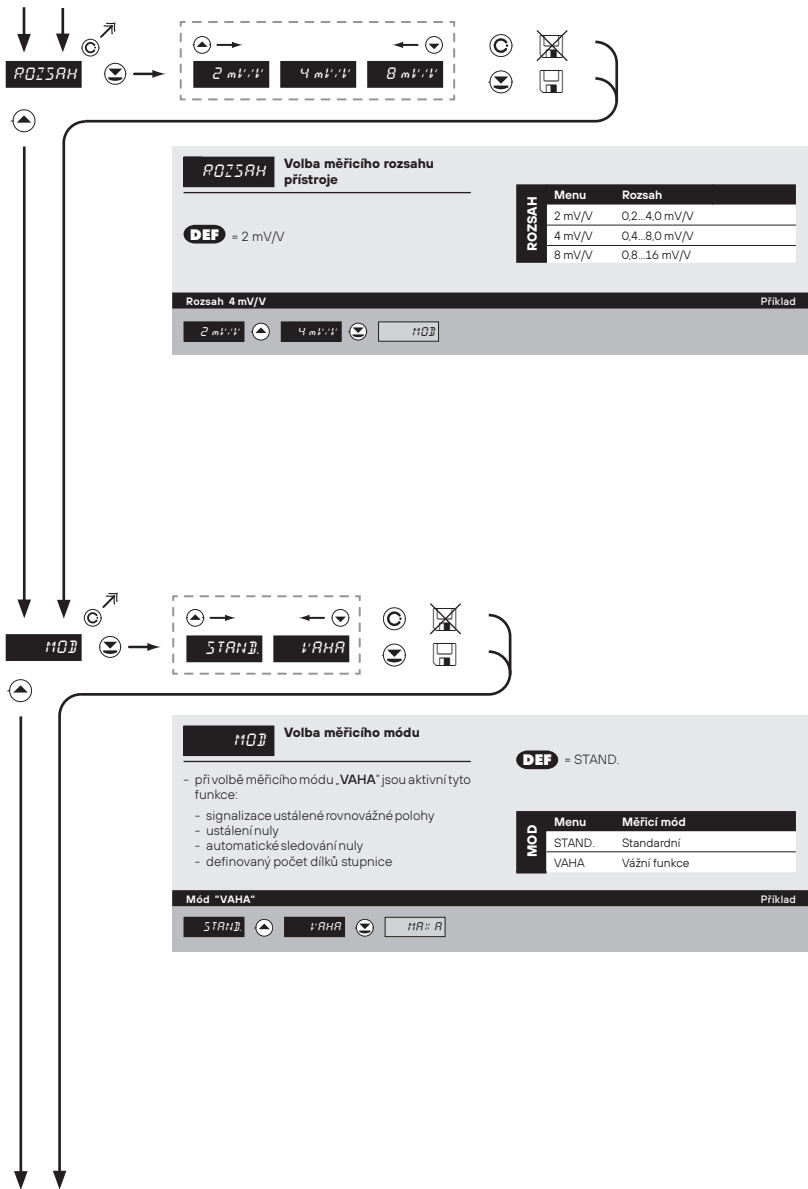 ROZSAH
2 mV/V 4 mV/V 8 mV/V
ROZSAH
Volba měřicího rozsahu
přístroje
DEF = 2 mV/V
ROZSAH
Menu Rozsah
2 mV/V 0,2...4,0 mV/V
4 mV/V 0,4...8,0 mV/V
8 mV/V 0,8...16 mV/V
Rozsah 4 mV/V Příklad
2 mV/V 4 mV/V MOD
MOD
STAND. VAHA
MOD
Volba měřicího módu
- při volbě měřicího módu „VAHA“ jsou aktivní tyto
funkce:
- signalizace ustálené rovnovážné polohy
- ustálení nuly
- automatické sledování nuly
- definovaný počet dílků stupnice
DEF = STAND.
MOD
Menu Měřicí mód
STAND. Standardní
VAHA Vážní funkce
Mód “VAHA“ Příklad
STAND. VAHA MAX A